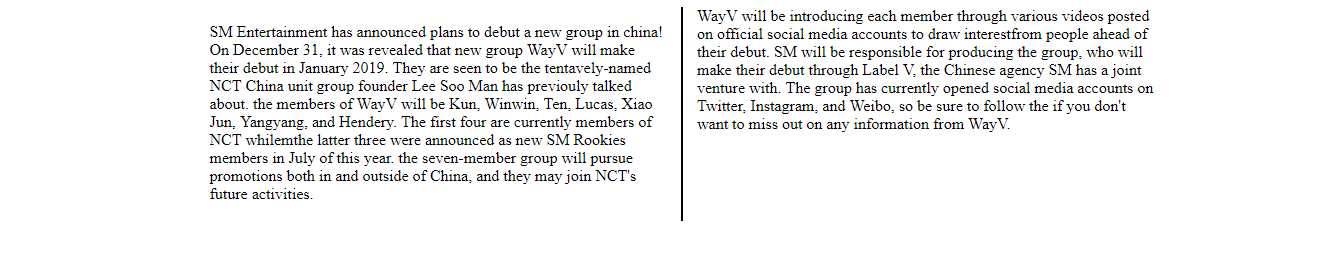 SM Entertainment has announced plans to debut a new group in china!
On December 31, it was revealed that new group WayV will make
their debut in January 2019. They are seen to be the tentavely-named
NCT China unit group founder Lee Soo Man has previouly talked
about. the members of WayV will be Kun, Winwin, Ten, Lucas, Xiao
Jun, Yangyang, and Hendery. The first four are currently members of
NCT whilemthe latter three were announced as new SM Rookies
members in July of this year. the seven-member group will pursue
promotions both in and outside of China, and they may join NCT's
future activities.
WayV will be introducing each member through various videos posted
on official social media accounts to draw interestfrom people ahead of
their debut. SM will be responsible for producing the group, who will
make their debut through Label V, the Chinese agency SM has a joint
venture with. The group has currently opened social media accounts on
Twitter, Instagram, and Weibo, so be sure to follow the if you don't
want to miss out on any information from WayV.